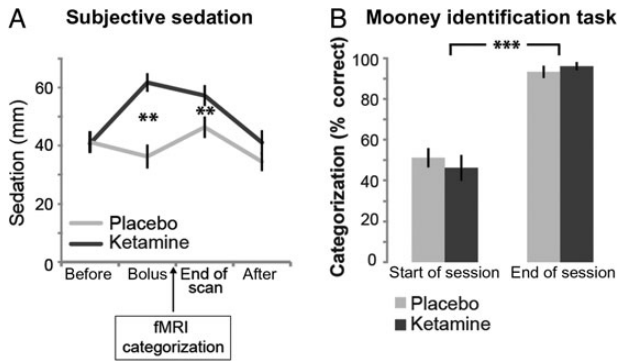 A Subjective sedation
Sedation (mm)
60
40
20
0
**
**
Placebo
Ketamine
Before Bolus End of scan After
fMRI
categorization
B Mooney identification task
Categorization (% correct)
100
80
50
60
40
0
***
Start of session End of session
Placebo
Ketamine